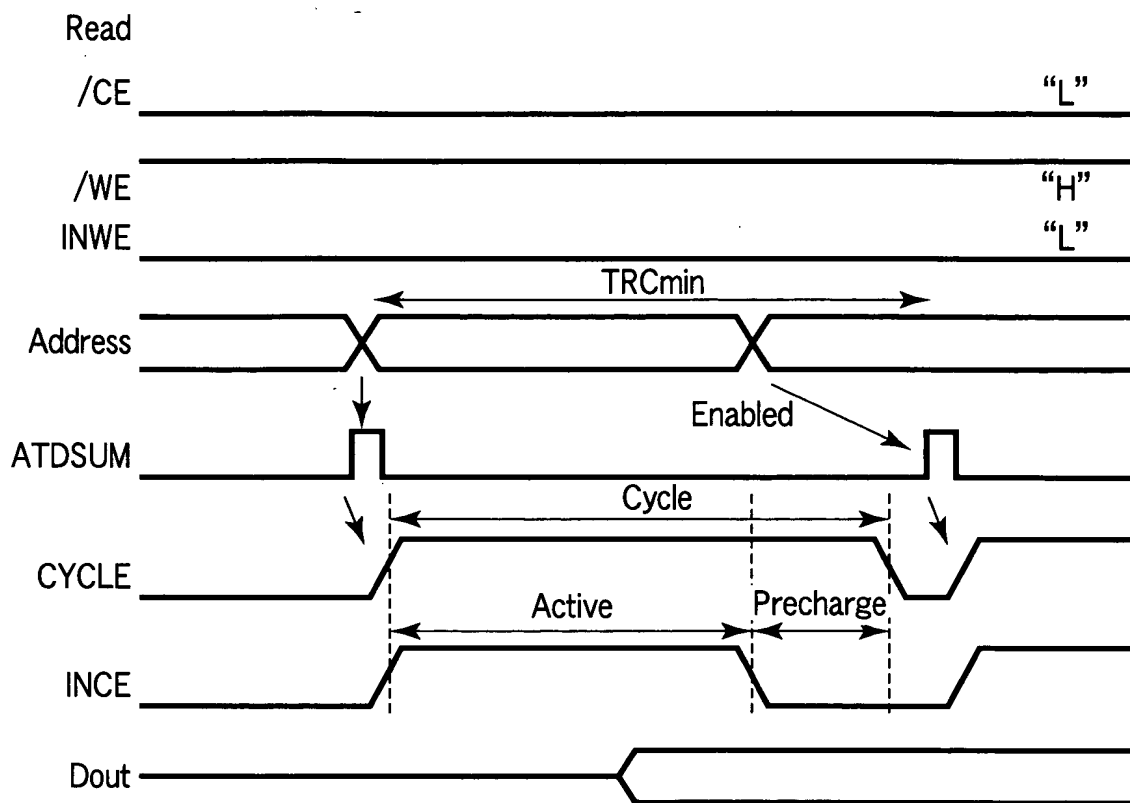 Read
/CE “L”
/WE “H”
INWE “L”
TRCmin
Address
Enabled
ATDSUM
Cycle
CYCLE
Active Precharge
INCE
Dout